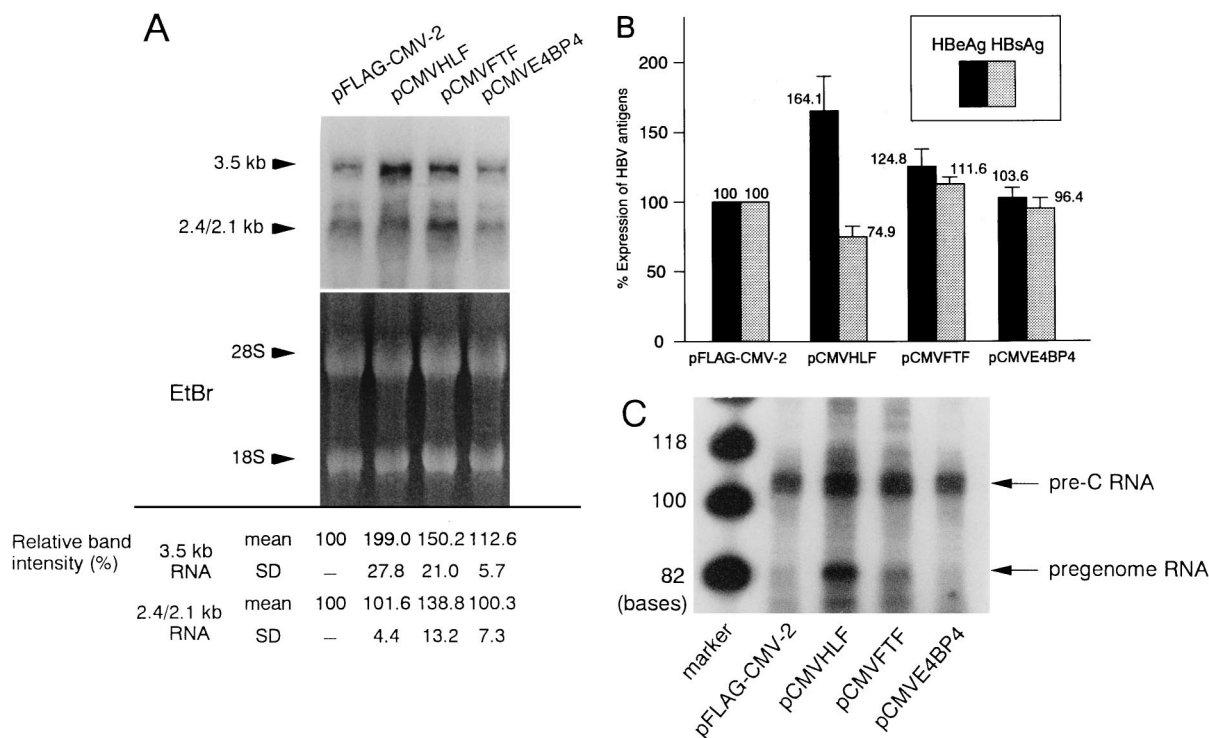 A
pFLAG-CMV-2
pCMVHLF
pCMVFTF
pCMVE4BP4
3.5 kb
2.4/2.1 kb
28S
EtBr
18S
Relative band intensity (%)
3.5 kb RNA
mean 100 199.0 150.2 112.6
SD – 27.8 21.0 5.7
2.4/2.1 kb RNA
mean 100 101.6 138.8 100.3
SD – 4.4 13.2 7.3
B
HBeAg HBsAg
% Expression of HBV antigens
200
150
100
50
0
100 100
164.1
74.9
124.8
111.6
103.6
96.4
pFLAG-CMV-2 pCMVHLF pCMVFTF pCMVE4BP4
C
118
100
82
(bases)
pre-C RNA
pregenome RNA
marker
pFLAG-CMV-2
pCMVHLF
pCMVFTF
pCMVE4BP4